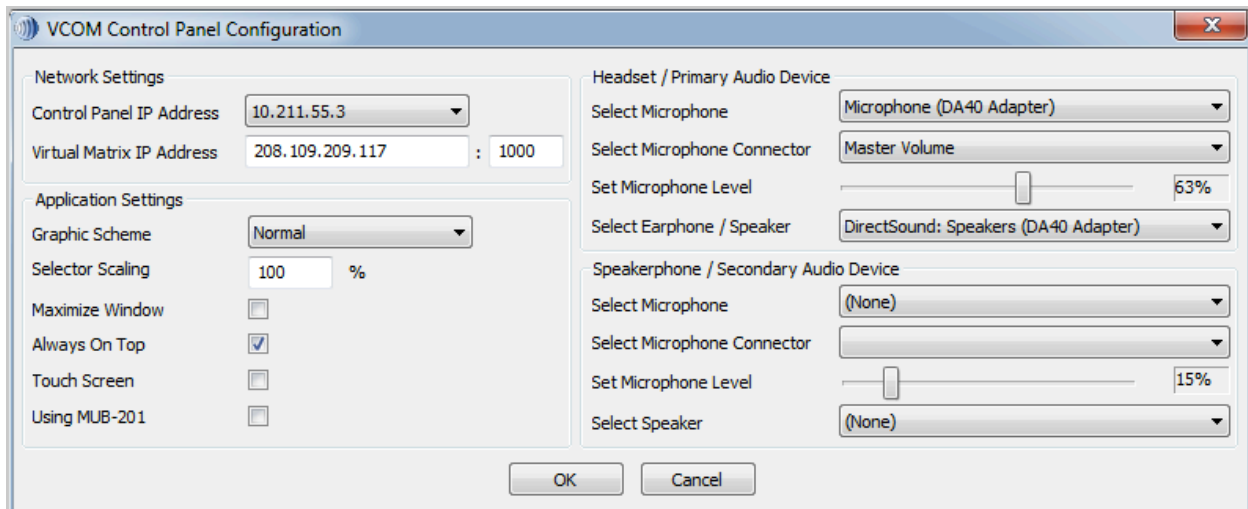 VCOM Control Panel Configuration
Network Settings
Control Panel IP Address 10.211.55.3
Virtual Matrix IP Address 208.109.209.117 : 1000
Application Settings
Graphic Scheme Normal
Selector Scaling 100 %
Maximize Window
Always On Top
Touch Screen
Using MUB-201
Headset / Primary Audio Device
Select Microphone Microphone (DA40 Adapter)
Select Microphone Connector Master Volume
Set Microphone Level 63%
Select Earphone / Speaker DirectSound: Speakers (DA40 Adapter)
Speakerphone / Secondary Audio Device
Select Microphone (None)
Select Microphone Connector
Set Microphone Level 15%
Select Speaker (None)
OK Cancel